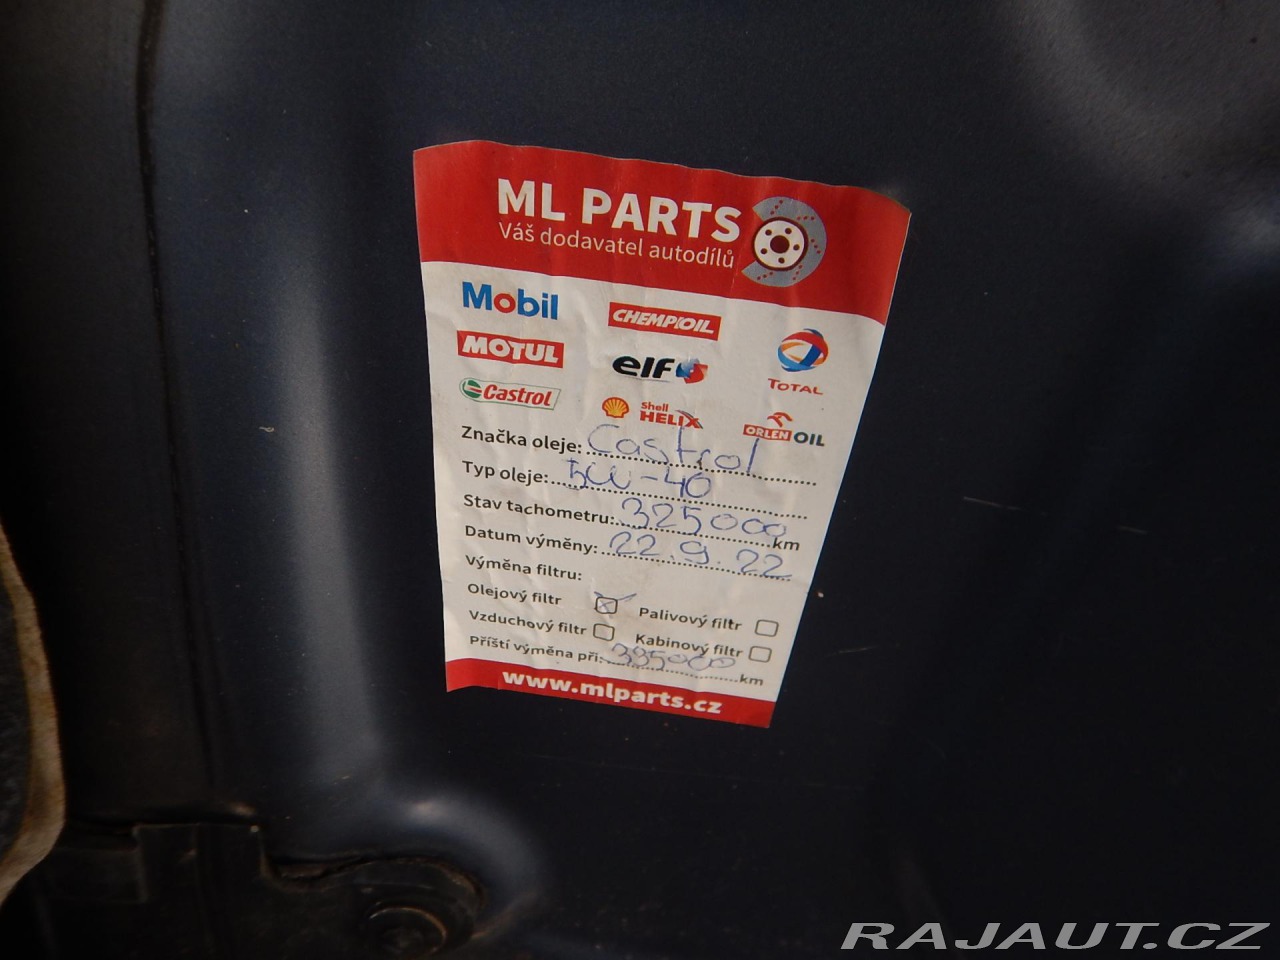 ML PARTS
Váš dodavatel autodílů
Mobil
CHEMPIOIL
TOTAL
MOTUL
elf
Castrol
Shell
HELIX
ORLEN OIL
Značka oleje: Castrol
Typ oleje: 5W-40
Stav tachometru: 325000 km
Datum výměny: 22.9.22
Výměna filtru:
Olejový filtr
Palivový filtr
Vzduchový filtr
Kabinový filtr
Příští výměna při: 335000 km
www.mlparts.cz
RAJAUT.CZ